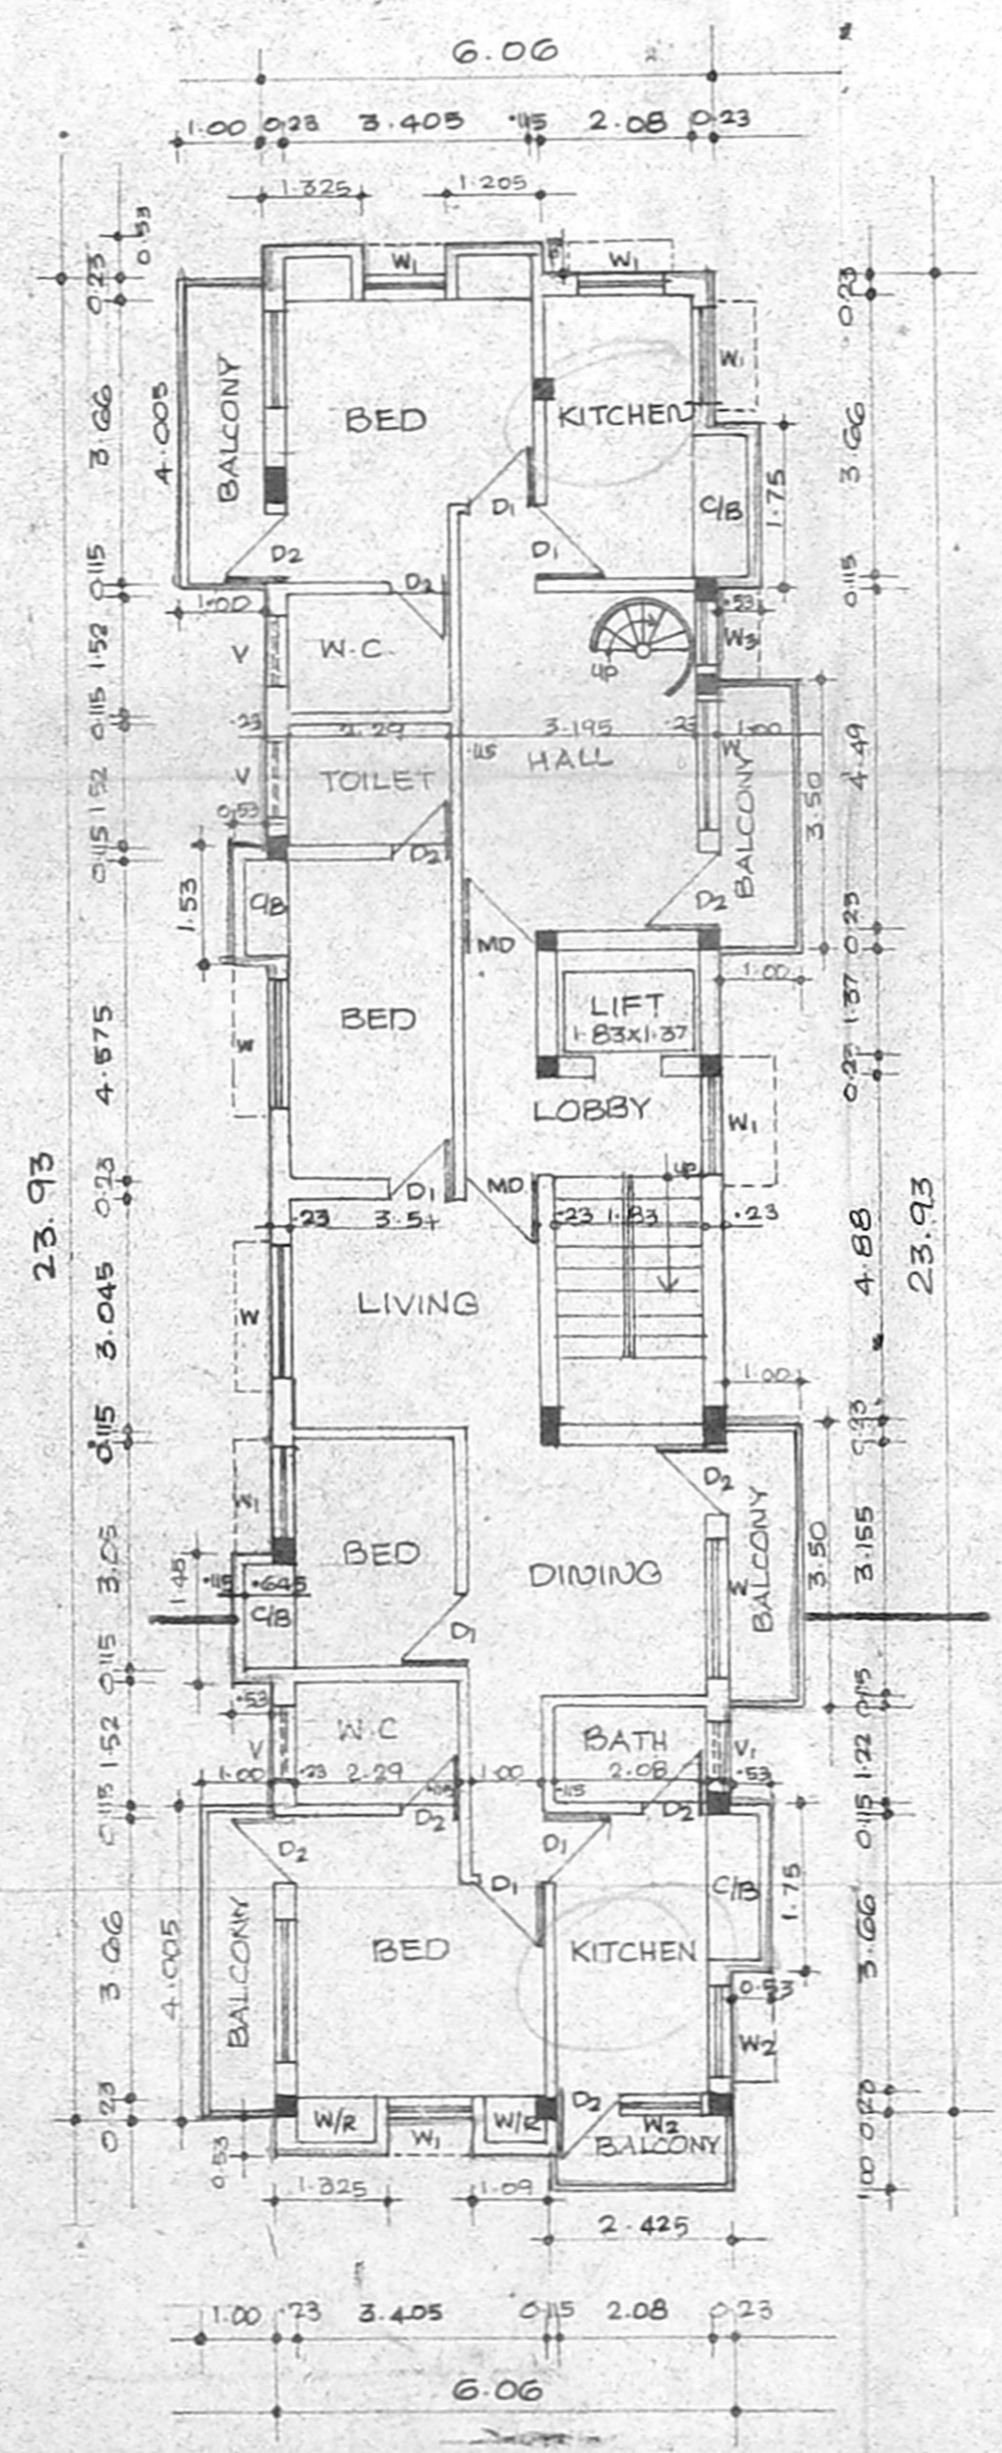 6.06
1.00 0.23 3.405 .115 2.08 0.23
1.325 1.205
0.53
W1 W1
0.23 0.23
BALCONY
4.005
3.66
BED
KITCHEN
W1
3.66
C/B
1.75
D1
D1
D2
D2
0.115 0.115
1.00
.53
V
W.C.
W3
UP
1.52
0.115
.23 2.29 3.195 .23 1.00
.115
HALL
W
TOILET
V
BALCONY
3.50
4.49
1.52
0.53
0.115
D2
1.53
C/B
D2
MD
0.23
1.00
LIFT
1.83x1.37
1.37
BED
W
4.575
0.23
LOBBY
W1
23.93
0.23
D1
MD
UP
.23 3.54 .23 1.83 .23
23.93
4.88
LIVING
W
3.045
1.00
0.115
D2
BED
DINING
W
BALCONY
3.50
3.155
3.05
1.45
.115 .645
C/B
D1
0.115
.53
0.115
W.C
BATH
V
V1
1.52
1.22
1.00 .23 2.29 1.00 2.08 .53
.115
0.115
D2
D2
0.115
D2
D1
D1
C/B
1.75
BALCONY
4.005
3.66
BED
KITCHEN
3.66
0.53
W2
0.23
W/R W1 W/R
D2
W2
BALCONY
0.53
1.00
1.325 1.09
2.425
1.00 .23 3.405 0.115 2.08 0.23
6.06